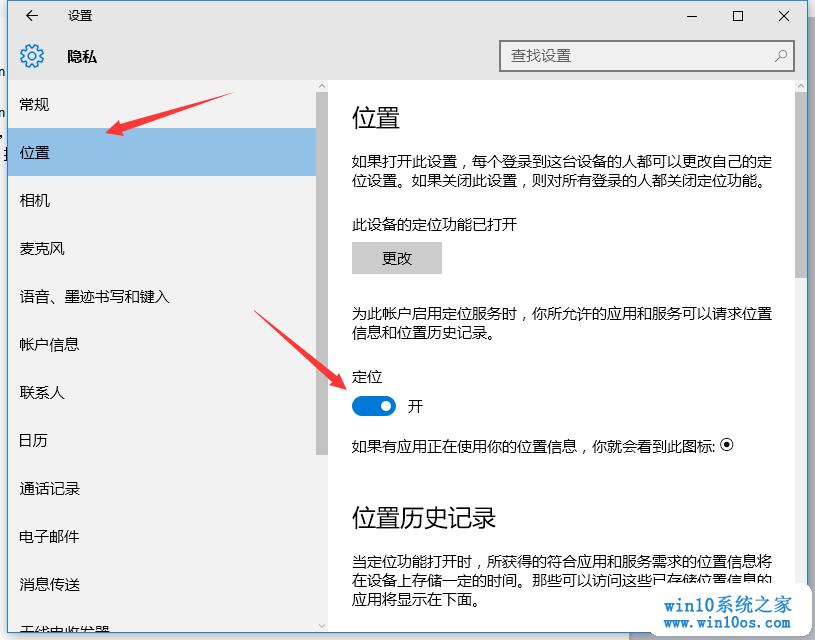 设置
隐私
查找设置
常规
位置
相机
麦克风
语音、墨迹书写和键入
帐户信息
联系人
日历
通话记录
电子邮件
消息传送
无线电收发器
位置
如果打开此设置，每个登录到这台设备的人都可以更改自己的定
位设置。如果关闭此设置，则对所有登录的人都关闭定位功能。
此设备的定位功能已打开
更改
为此帐户启用定位服务时，你所允许的应用和服务可以请求位置
信息和位置历史记录。
定位
开
如果有应用正在使用你的位置信息，你就会看到此图标:
位置历史记录
当定位功能打开时，所获得的符合应用和服务需求的位置信息将
在设备上存储一定的时间。那些可以访问这些已存储位置信息的
应用将显示在下面。
win10系统之家
www.win10os.com